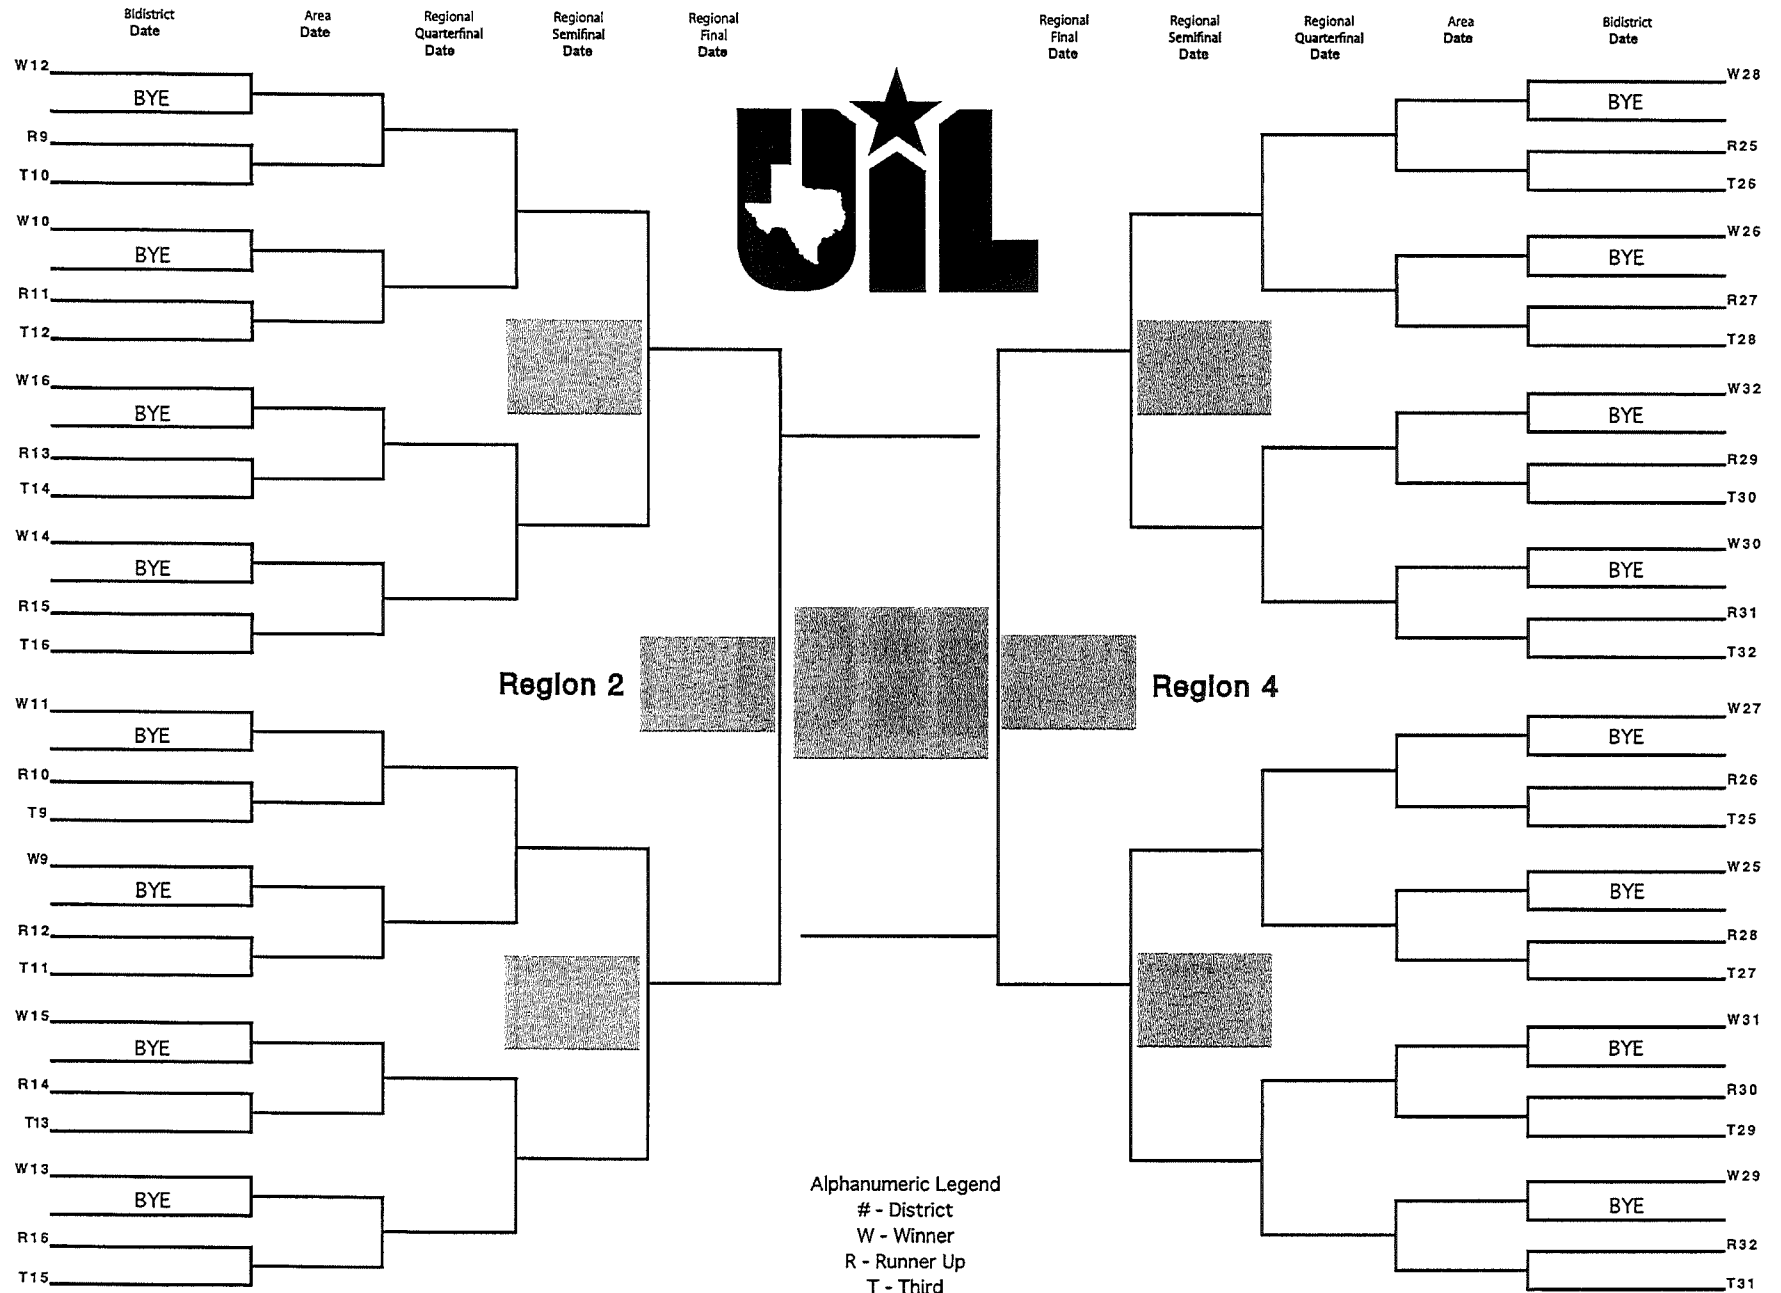 Bidistrict
Date
Area
Date
Regional
Quarterfinal
Date
Regional
Semifinal
Date
Regional
Final
Date
Regional
Final
Date
Regional
Semifinal
Date
Regional
Quarterfinal
Date
Area
Date
Bidistrict
Date
UIL
W12
BYE
R9
T10
W10
BYE
R11
T12
W16
BYE
R13
T14
W14
BYE
R15
T16
Region 2
W11
BYE
R10
T9
W9
BYE
R12
T11
W15
BYE
R14
T13
W13
BYE
R16
T15
W28
BYE
R25
T26
W26
BYE
R27
T28
W32
BYE
R29
T30
W30
BYE
R31
T32
Region 4
W27
BYE
R26
T25
W25
BYE
R28
T27
W31
BYE
R30
T29
W29
BYE
R32
T31
Alphanumeric Legend
# - District
W - Winner
R - Runner Up
T - Third